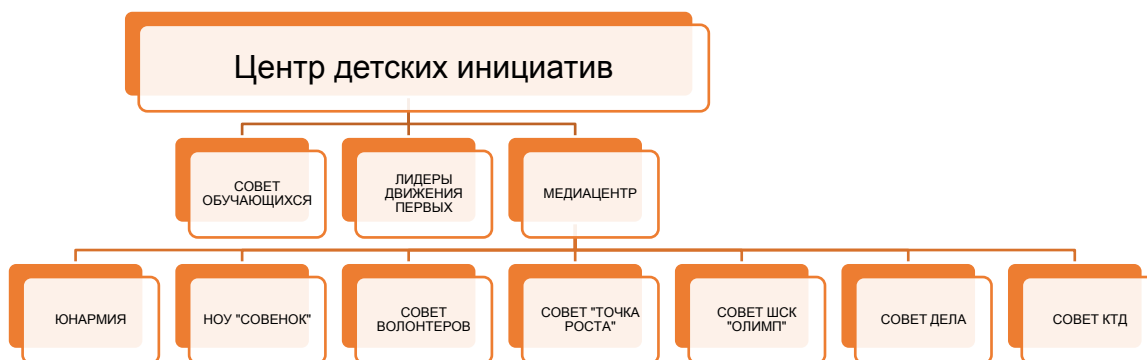 Центр детских инициатив
СОВЕТ
ОБУЧАЮЩИХСЯ
ЛИДЕРЫ
ДВИЖЕНИЯ
ПЕРВЫХ
МЕДИАЦЕНТР
ЮНАРМИЯ
НОУ "СОВЕНОК"
СОВЕТ
ВОЛОНТЕРОВ
СОВЕТ "ТОЧКА
РОСТА"
СОВЕТ ШСК
"ОЛИМП"
СОВЕТ ДЕЛА
СОВЕТ КТД